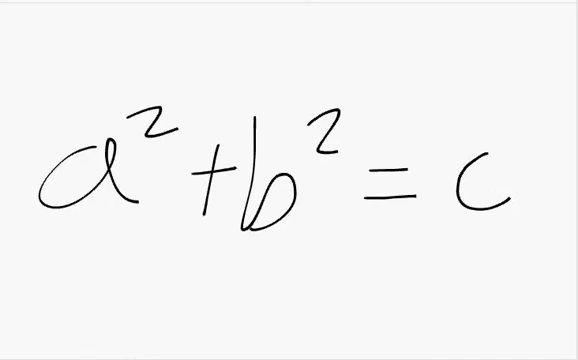 a² + b² = c